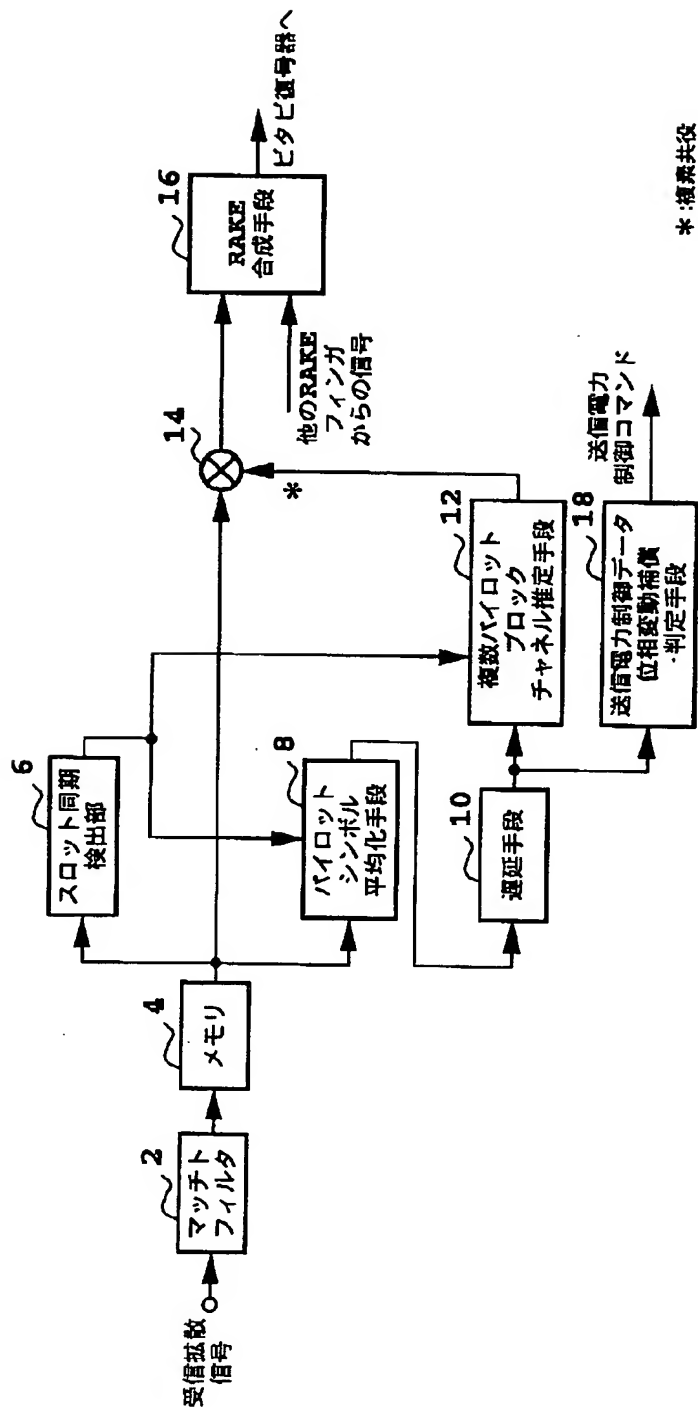 受信拡散
信号
2
マッチト
フィルタ
4
メモリ
6
スロット同期
検出部
8
パイロット
シンボル
平均化手段
10
遅延手段
12
複数パイロット
ブロック
チャネル推定手段
14
*
他のRAKE
フィンガ
からの信号
16
RAKE
合成手段
ビタビ復号器へ
18
送信電力制御データ
位相変動補償
・判定手段
送信電力
制御コマンド
*:複素共役